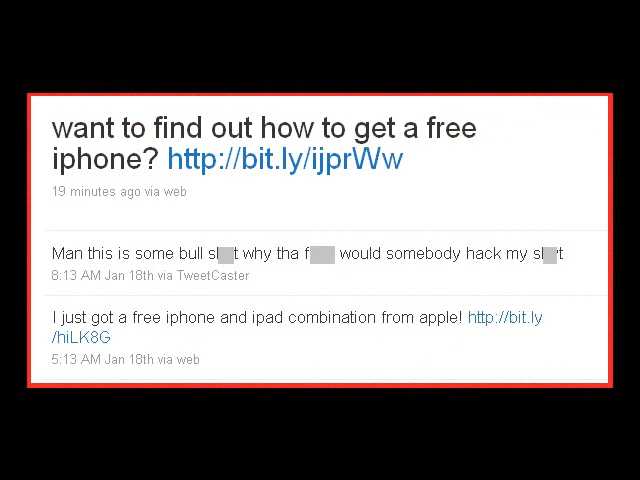 want to find out how to get a free
iphone? http://bit.ly/ijprWw
19 minutes ago via web
Man this is some bull sh t why tha f would somebody hack my sh t
8:13 AM Jan 18th via TweetCaster
I just got a free iphone and ipad combination from apple! http://bit.ly
/hiLK8G
5:13 AM Jan 18th via web